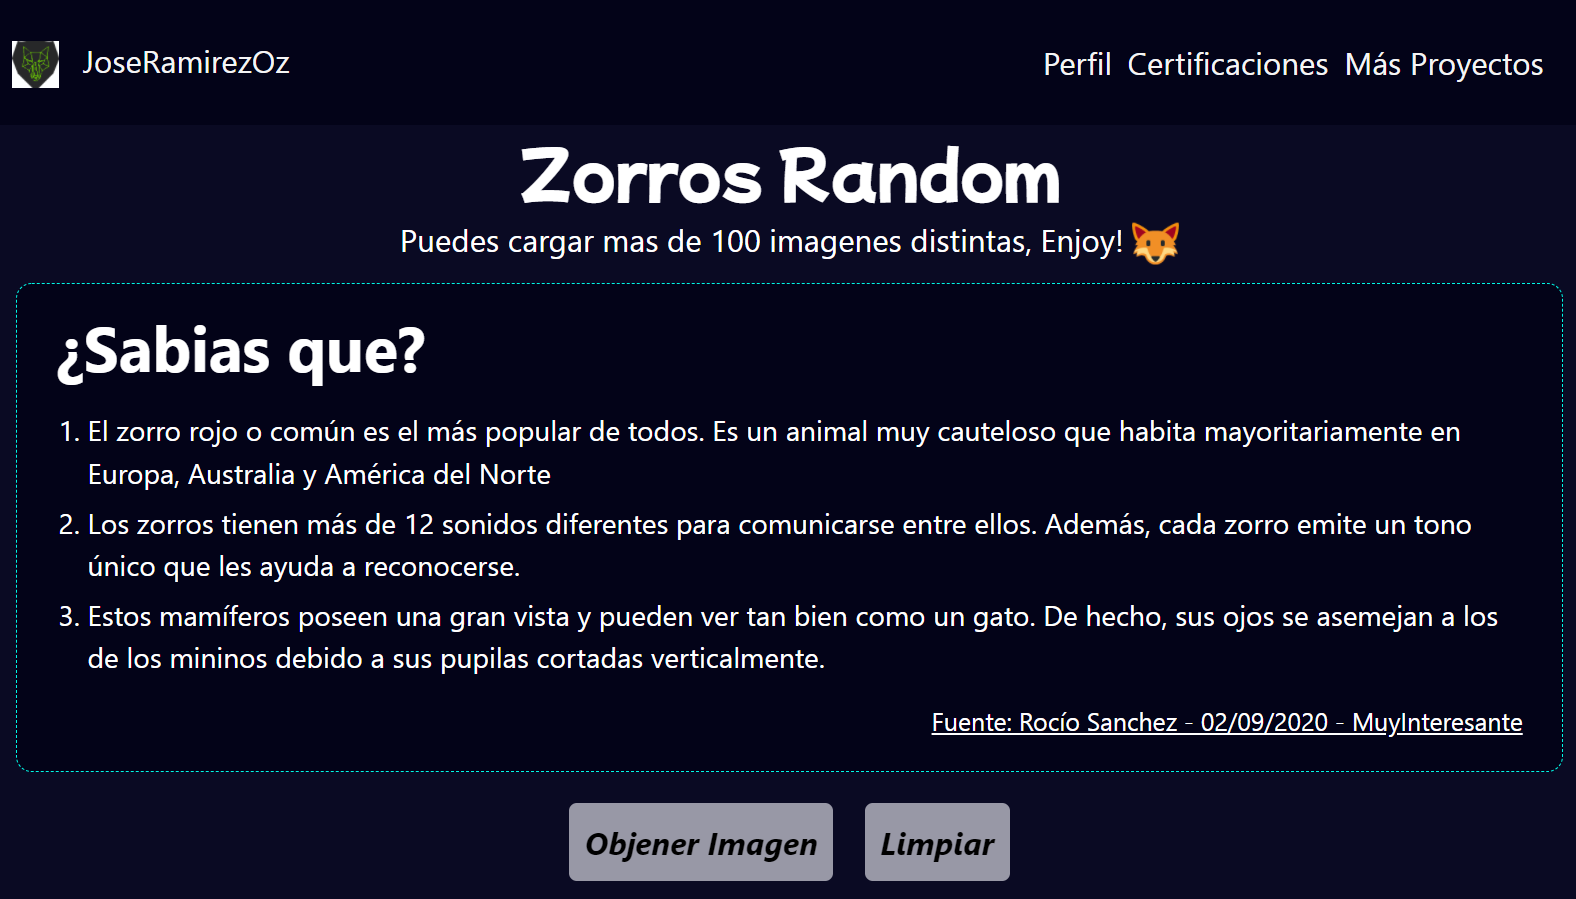 JoseRamirezOz
Perfil Certificaciones Más Proyectos
Zorros Random
Puedes cargar mas de 100 imagenes distintas, Enjoy!
¿Sabias que?
1. El zorro rojo o común es el más popular de todos. Es un animal muy cauteloso que habita mayoritariamente en
Europa, Australia y América del Norte
2. Los zorros tienen más de 12 sonidos diferentes para comunicarse entre ellos. Además, cada zorro emite un tono
único que les ayuda a reconocerse.
3. Estos mamíferos poseen una gran vista y pueden ver tan bien como un gato. De hecho, sus ojos se asemejan a los
de los mininos debido a sus pupilas cortadas verticalmente.
Fuente: Rocío Sanchez - 02/09/2020 - MuyInteresante
Objener Imagen Limpiar